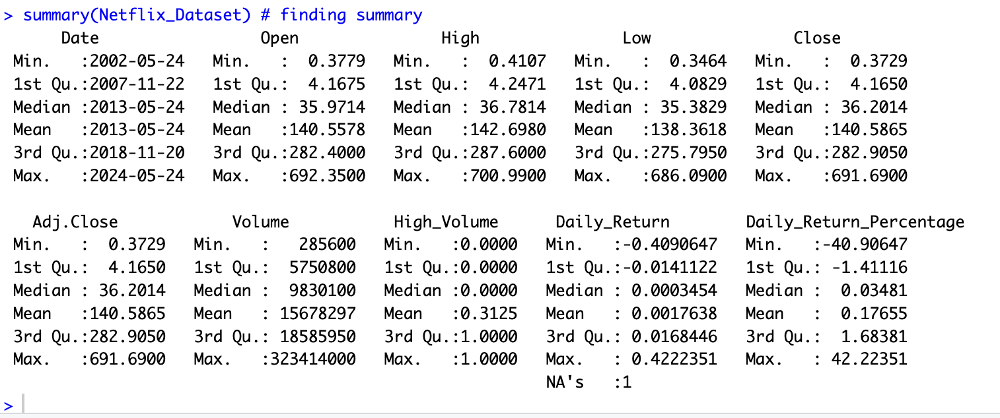 > summary(Netflix_Dataset) # finding summary
Date Open High Low Close
Min. :2002-05-24 Min. : 0.3779 Min. : 0.4107 Min. : 0.3464 Min. : 0.3729
1st Qu.:2007-11-22 1st Qu.: 4.1675 1st Qu.: 4.2471 1st Qu.: 4.0829 1st Qu.: 4.1650
Median :2013-05-24 Median : 35.9714 Median : 36.7814 Median : 35.3829 Median : 36.2014
Mean :2013-05-24 Mean :140.5578 Mean :142.6980 Mean :138.3618 Mean :140.5865
3rd Qu.:2018-11-20 3rd Qu.:282.4000 3rd Qu.:287.6000 3rd Qu.:275.7950 3rd Qu.:282.9050
Max. :2024-05-24 Max. :692.3500 Max. :700.9900 Max. :686.0900 Max. :691.6900
Adj.Close Volume High_Volume Daily_Return Daily_Return_Percentage
Min. : 0.3729 Min. : 285600 Min. :0.0000 Min. :-0.4090647 Min. :-40.90647
1st Qu.: 4.1650 1st Qu.: 5750800 1st Qu.:0.0000 1st Qu.:-0.0141122 1st Qu.: -1.41116
Median : 36.2014 Median : 9830100 Median :0.0000 Median : 0.0003454 Median : 0.03481
Mean :140.5865 Mean : 15678297 Mean :0.3125 Mean : 0.0017638 Mean : 0.17655
3rd Qu.:282.9050 3rd Qu.: 18585950 3rd Qu.:1.0000 3rd Qu.: 0.0168446 3rd Qu.: 1.68381
Max. :691.6900 Max. :323414000 Max. :1.0000 Max. : 0.4222351 Max. : 42.22351
NA's :1
>